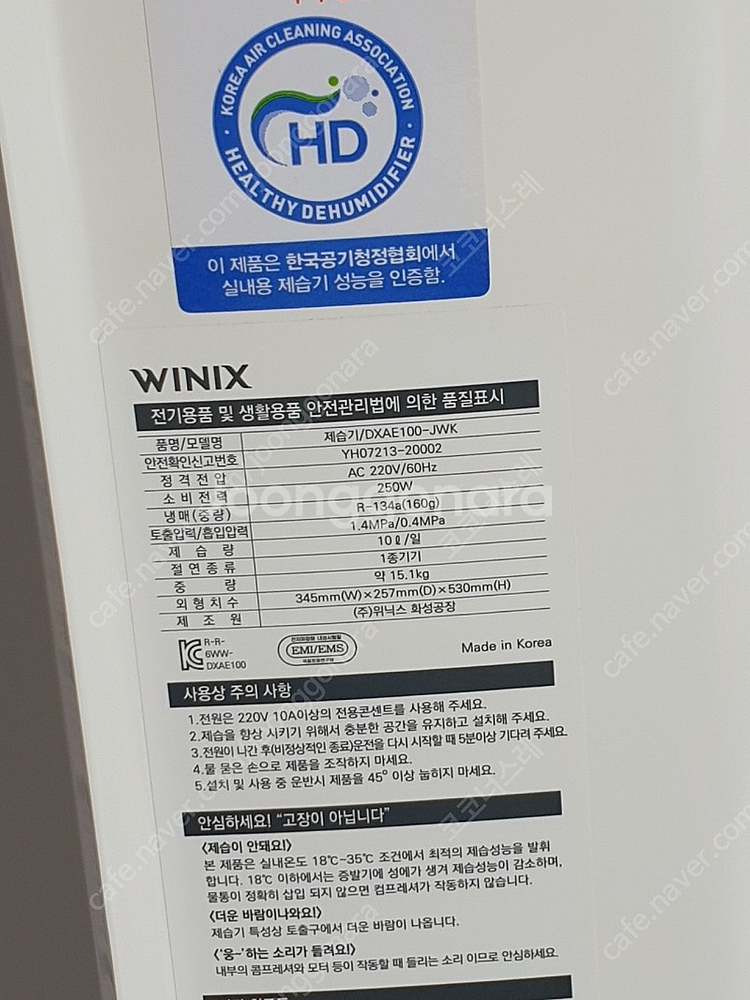 KOREA AIR CLEANING ASSOCIATION
HD
HEALTHY DEHUMIDIFIER
이 제품은 한국공기청정협회에서
실내용 제습기 성능을 인증함.
WINIX
전기용품 및 생활용품 안전관리법에 의한 품질표시
품명/모델명 제습기/DXAE100-JWK
안전확인신고번호 YH07213-20002
정격전압 AC 220V/60Hz
소비전력 250W
냉매(중량) R-134a(160g)
토출압력/흡입압력 1.4MPa/0.4MPa
제습량 10ℓ/일
절연종류 1종기기
중량 약 15.1kg
외형치수 345mm(W)×257mm(D)×530mm(H)
제조원 (주)위닉스 화성공장
R-R-
6WW-
DXAE100
EMI/EMS
Made in Korea
사용상 주의 사항
1.전원은 220V 10A이상의 전용콘센트를 사용해 주세요.
2.제습을 향상 시키기 위해서 충분한 공간을 유지하고 설치해 주세요.
3.전원이 나간 후(비정상적인 종료)운전을 다시 시작할 때 5분이상 기다려 주세요.
4.물 묻은 손으로 제품을 조작하지 마세요.
5.설치 및 사용 중 운반시 제품을 45° 이상 눕히지 마세요.
안심하세요! "고장이 아닙니다"
<제습이 안돼요!>
본 제품은 실내온도 18℃~35℃ 조건에서 최적의 제습성능을 발휘
합니다. 18℃ 이하에서는 증발기에 성에가 생겨 제습성능이 감소하며,
물통이 정확히 삽입 되지 않으면 컴프레셔가 작동하지 않습니다.
<더운 바람이나와요!>
제습기 특성상 토출구에서 더운 바람이 나옵니다.
<'웅~'하는 소리가 들려요!>
내부의 콤프레셔와 모터 등이 작동할 때 들리는 소리 이므로 안심하세요.
joongoonara
cafe.naver.com/joonggonara
코코너스레